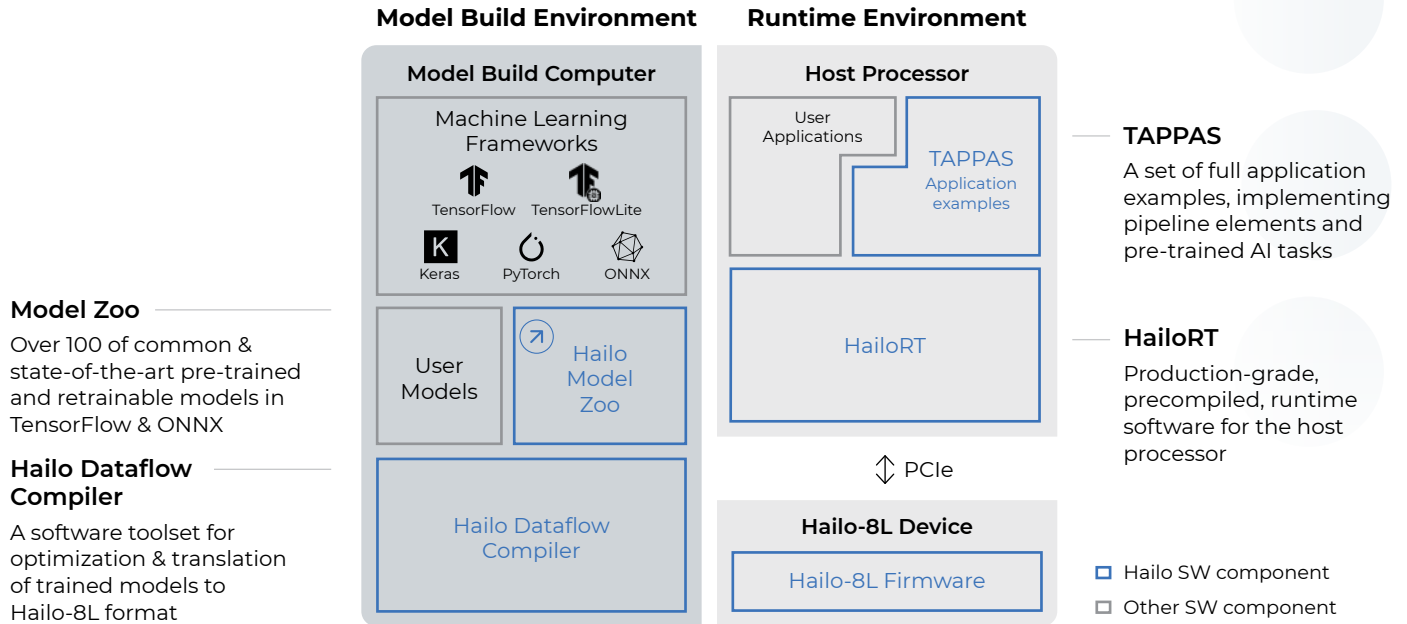 Model Build Environment
Runtime Environment
Model Build Computer
Machine Learning
Frameworks
TensorFlow
TensorFlowLite
K
Keras
PyTorch
ONNX
User
Models
Hailo
Model
Zoo
Hailo Dataflow
Compiler
Host Processor
User
Applications
TAPPAS
Application
examples
HailoRT
PCIe
Hailo-8L Device
Hailo-8L Firmware
Model Zoo
Over 100 of common &
state-of-the-art pre-trained
and retrainable models in
TensorFlow & ONNX
Hailo Dataflow
Compiler
A software toolset for
optimization & translation
of trained models to
Hailo-8L format
TAPPAS
A set of full application
examples, implementing
pipeline elements and
pre-trained AI tasks
HailoRT
Production-grade,
precompiled, runtime
software for the host
processor
Hailo SW component
Other SW component